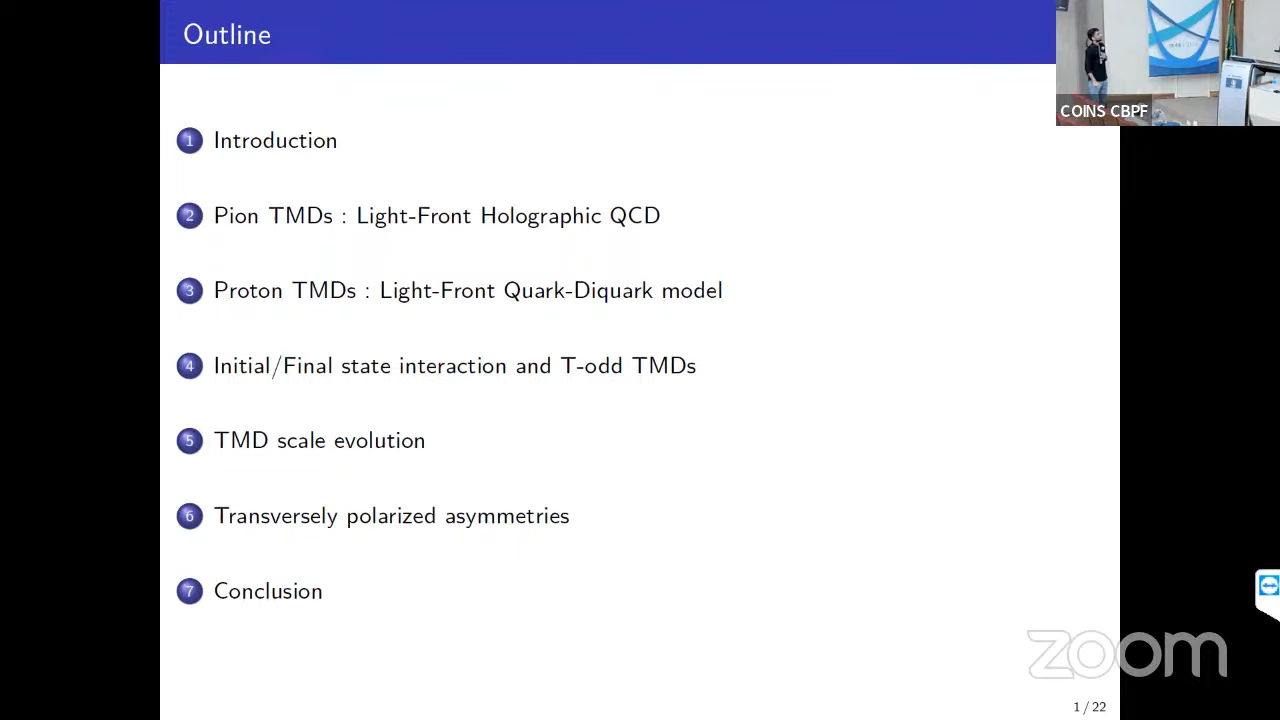 Outline
COINS CBPF
1 Introduction
2 Pion TMDs : Light-Front Holographic QCD
3 Proton TMDs : Light-Front Quark-Diquark model
4 Initial/Final state interaction and T-odd TMDs
5 TMD scale evolution
6 Transversely polarized asymmetries
7 Conclusion
zoom
1 / 22